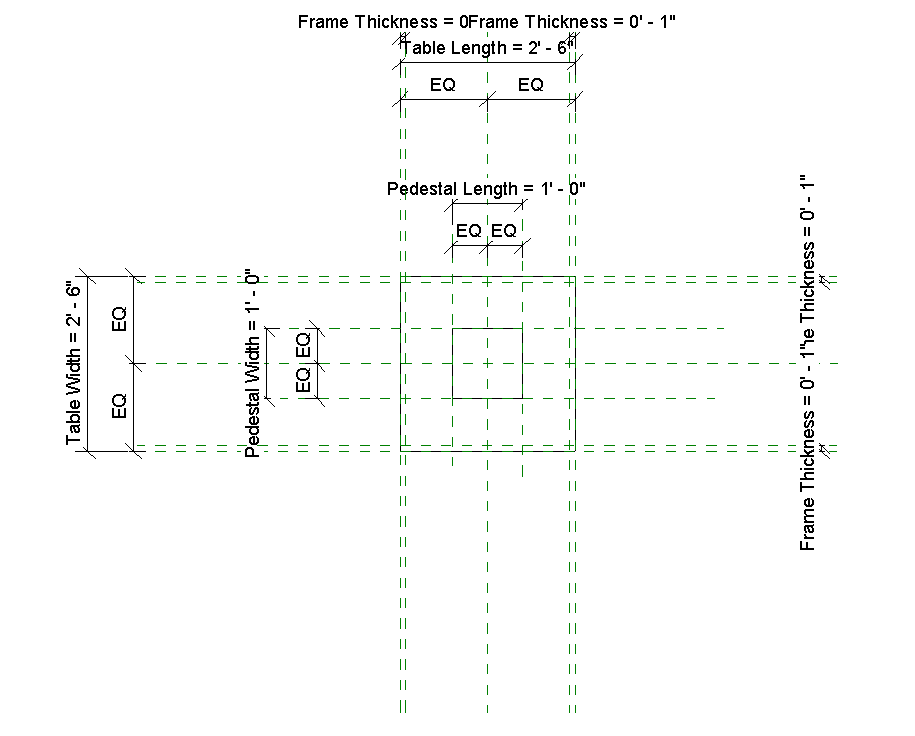 Frame Thickness = 0Frame Thickness = 0' - 1"
Table Length = 2' - 6"
EQ EQ
Pedestal Length = 1' - 0"
EQ EQ
Table Width = 2' - 6"
EQ
EQ
Pedestal Width = 1' - 0"
EQ
EQ
Frame Thickness = 0' - 1"ne Thickness = 0' - 1"